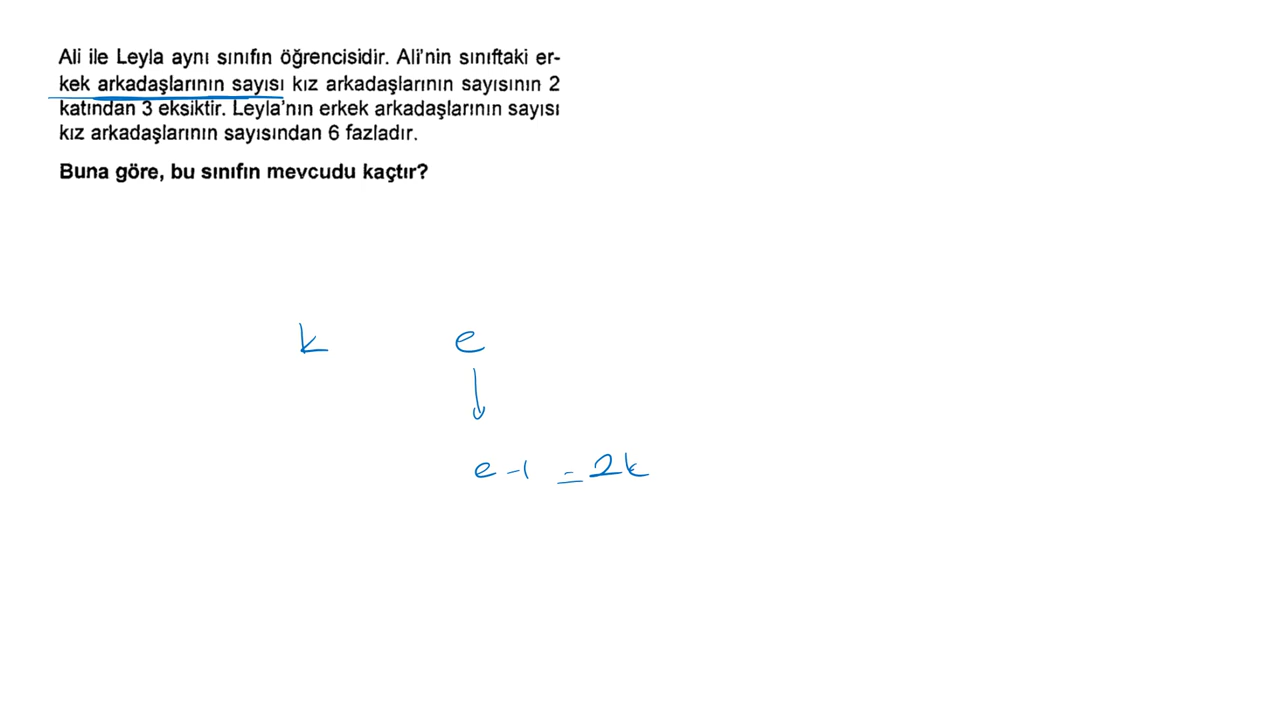 Ali ile Leyla aynı sınıfın öğrencisidir. Ali'nin sınıftaki er-
kek arkadaşlarının sayısı kız arkadaşlarının sayısının 2
katından 3 eksiktir. Leyla'nın erkek arkadaşlarının sayısı
kız arkadaşlarının sayısından 6 fazladır.
Buna göre, bu sınıfın mevcudu kaçtır?
k e
e-1 = 2k